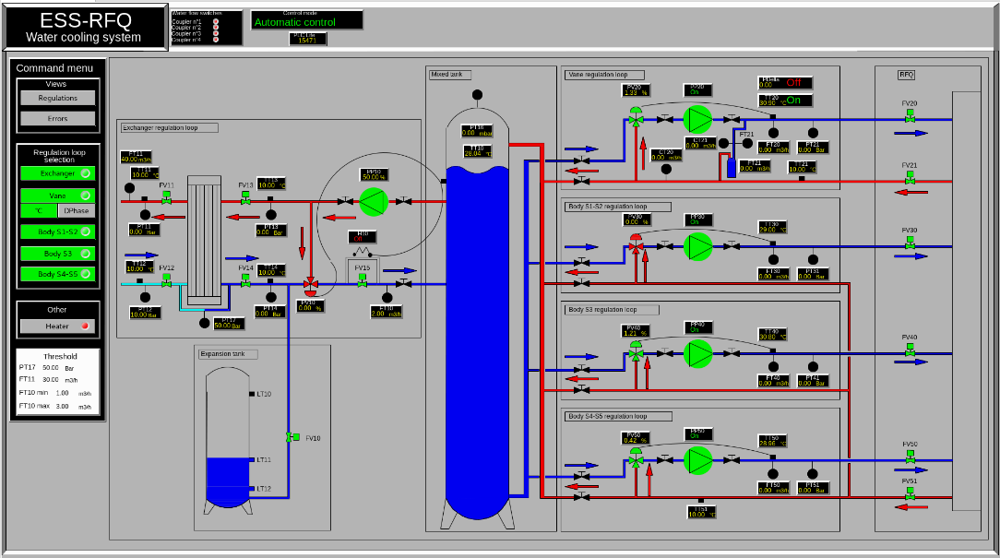 ESS-RFQ
Water cooling system
Water flow switches
Coupler n°1
Coupler n°2
Coupler n°3
Coupler n°4
Control mode
Automatic control
PLC Life
15471
Command menu
Views
Regulations
Errors
Regulation loop
selection
Exchanger
Vane
°C
DPhase
Body S1-S2
Body S3
Body S4-S5
Other
Heater
Threshold
PT17 50.00 Bar
FT11 30.00 m3/h
FT10 min 1.00 m3/h
FT10 max 3.00 m3/h
Exchanger regulation loop
FT11
40.00 m3/h
TT11
10.00 °C
FV11
PT11
0.00 Bar
TT12
10.00 °C
FV12
PT12
10.00 Bar
PT17
50.00 Bar
FV13
TT13
10.00 °C
PT13
0.00 Bar
FV14
TT14
10.00 °C
PT14
0.00 Bar
PP10
50.00 %
H10
Off
FV15
PV10
0.00 %
FT10
2.00 m3/h
Expansion tank
LT10
LT11
LT12
FV10
Mixed tank
PT16
0.00 mbar
TT10
28.04 °C
Vane regulation loop
PV20
1.33 %
PP20
On
PDelta
0.00 Off
TT20
30.90 °C On
CT20
0.00 m3/h
CT21
0.00 m3/h
FT21
FT21
0.00 m3/h
FT20
0.00 m3/h
PT21
0.00 Bar
TT21
10.00 °C
Body S1-S2 regulation loop
PV30
0.00 %
PP30
On
TT30
29.00 °C
FT30
0.00 m3/h
PT31
0.00 Bar
Body S3 regulation loop
PV40
1.21 %
PP40
On
TT40
30.80 °C
FT40
0.00 m3/h
PT41
0.00 Bar
Body S4-S5 regulation loop
PV50
0.42 %
PP50
On
TT50
28.96 °C
FT50
0.00 m3/h
PT51
0.00 Bar
TT51
10.00 °C
RFQ
FV20
FV21
FV30
FV40
FV50
FV51